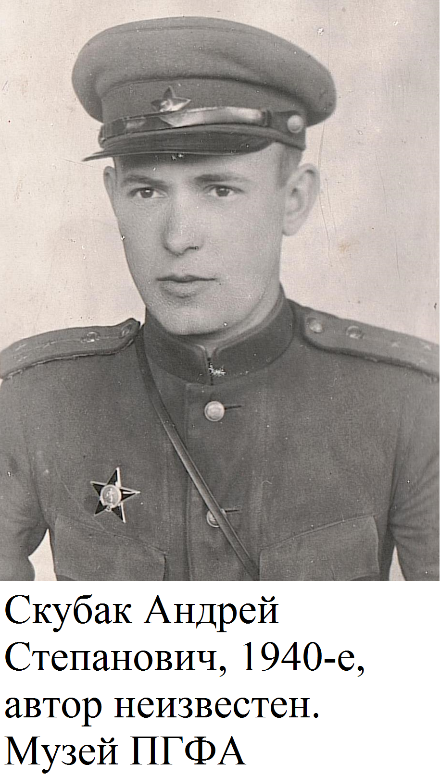 Скубак Андрей
Степанович, 1940-е,
автор неизвестен.
Музей ПГФА